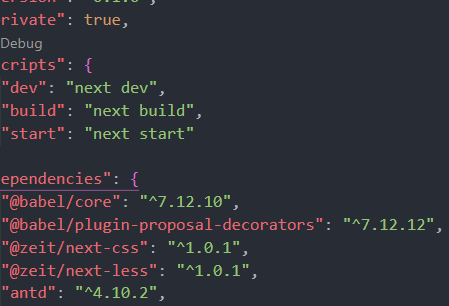 rivate": true,
Debug
cripts": {
"dev": "next dev",
"build": "next build",
"start": "next start"
ependencies": {
"@babel/core": "^7.12.10",
"@babel/plugin-proposal-decorators": "^7.12.12",
"@zeit/next-css": "^1.0.1",
"@zeit/next-less": "^1.0.1",
"antd": "^4.10.2",